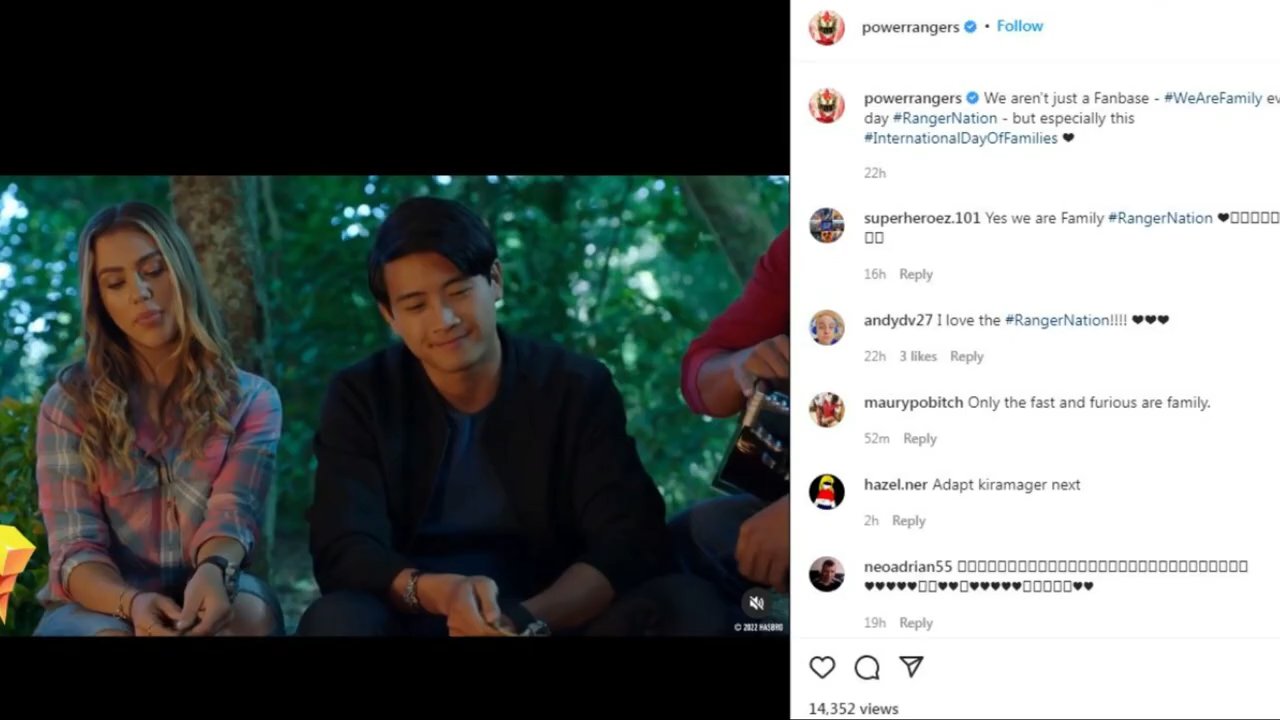 powerrangers • Follow
powerrangers We aren't just a Fanbase - #WeAreFamily ev
day #RangerNation - but especially this
#InternationalDayOfFamilies ♥
22h
superheroez.101 Yes we are Family #RangerNation ♥▯▯▯▯▯
▯▯
16h Reply
andydv27 I love the #RangerNation!!!! ♥♥♥
22h 3 likes Reply
maurypobitch Only the fast and furious are family.
52m Reply
hazel.ner Adapt kiramager next
2h Reply
neoadrian55 ▯▯▯▯▯▯▯▯▯▯▯▯▯▯▯▯▯▯▯▯▯▯▯▯▯▯▯▯▯
♥♥♥♥♥▯▯♥♥▯♥♥♥♥♥▯▯▯▯▯♥♥
19h Reply
© 2022 HASBRO
14,352 views